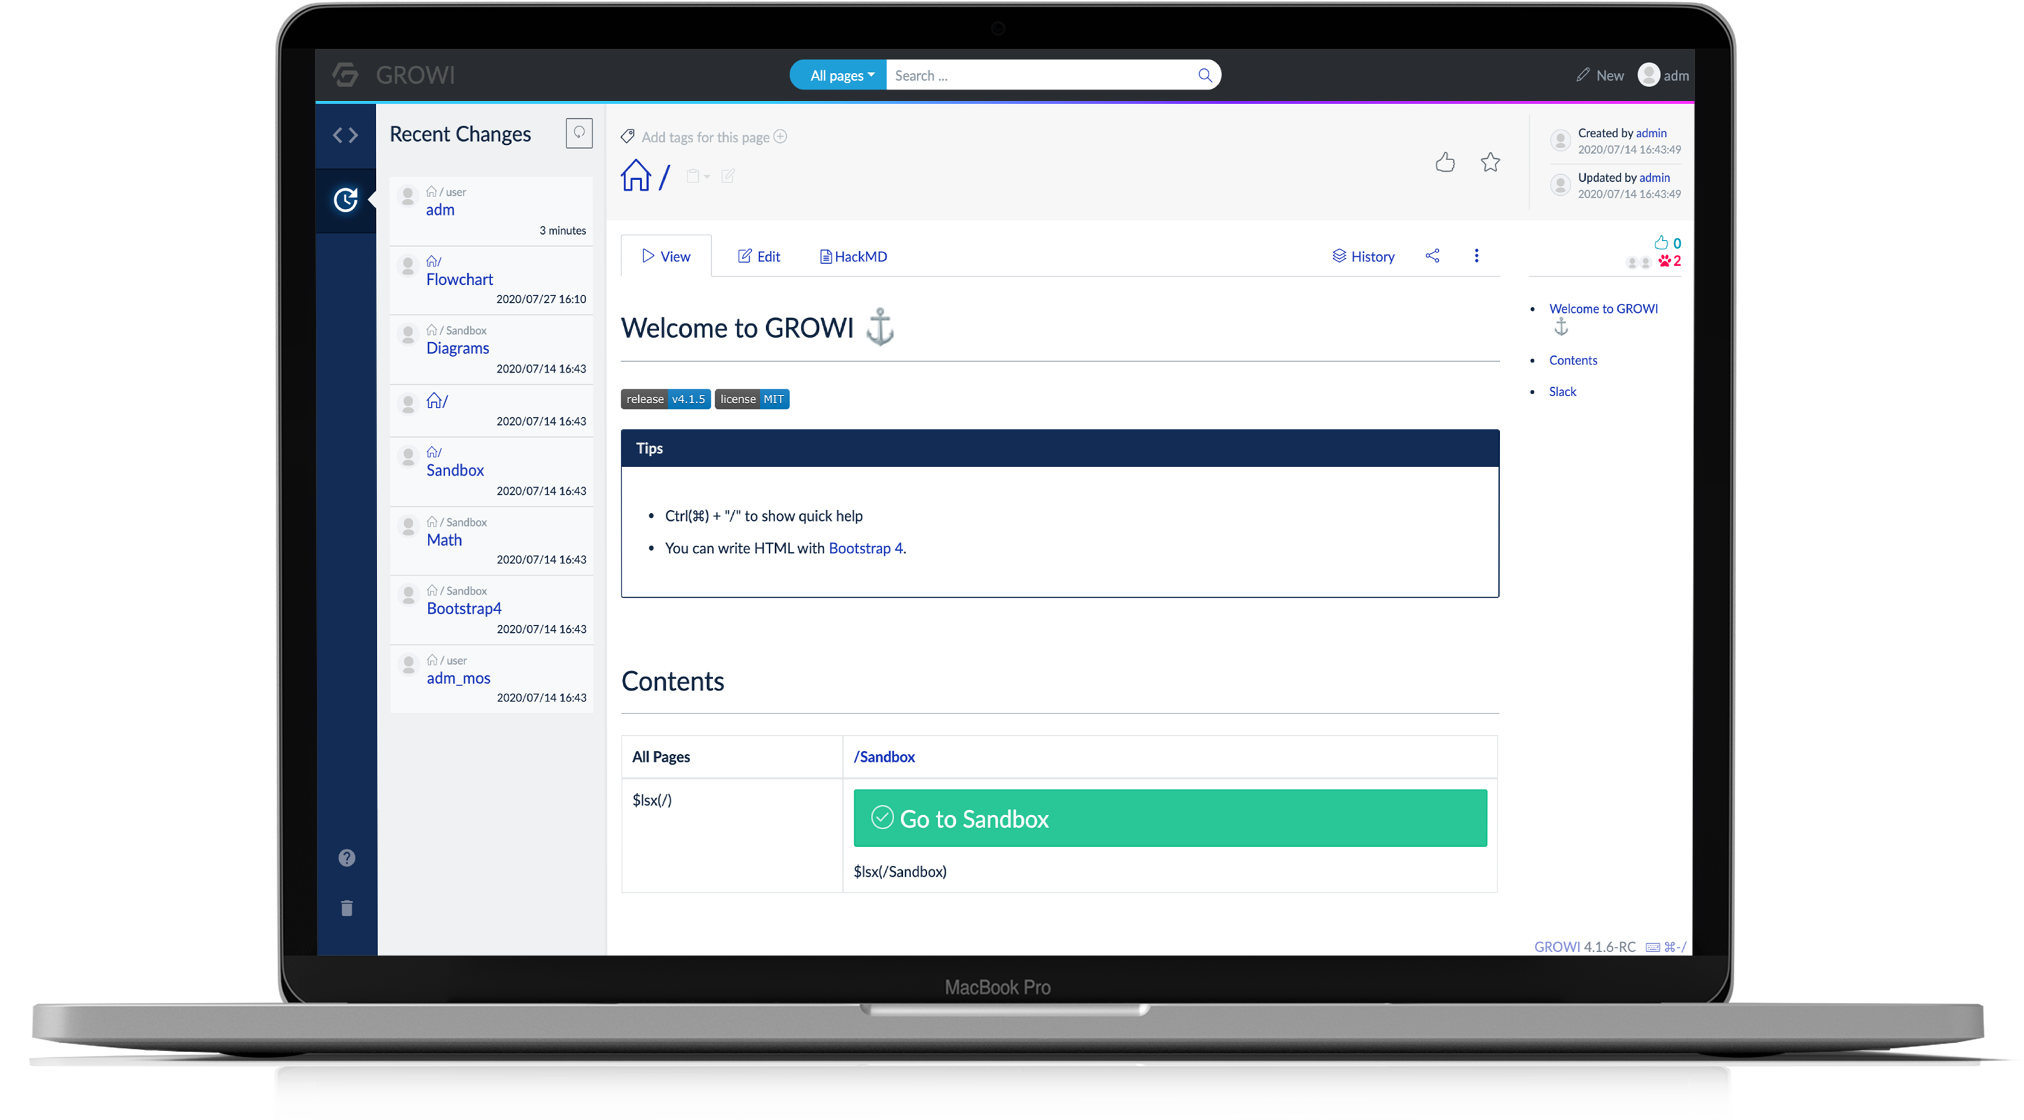 GROWI
All pages
Search ...
New
adm
Recent Changes
/ user
adm
3 minutes
/
Flowchart
2020/07/27 16:10
/ Sandbox
Diagrams
2020/07/14 16:43
/
2020/07/14 16:43
/
Sandbox
2020/07/14 16:43
/ Sandbox
Math
2020/07/14 16:43
/ Sandbox
Bootstrap4
2020/07/14 16:43
/ user
adm_mos
2020/07/14 16:43
Add tags for this page
/
Created by admin
2020/07/14 16:43:49
Updated by admin
2020/07/14 16:43:49
View
Edit
HackMD
History
0
2
Welcome to GROWI ⚓
release v4.1.5 license MIT
Tips
• Ctrl(⌘) + "/" to show quick help
• You can write HTML with Bootstrap 4.
Contents
All Pages
/Sandbox
$lsx(/)
Go to Sandbox
$lsx(/Sandbox)
• Welcome to GROWI
⚓
• Contents
• Slack
GROWI 4.1.6-RC ⌘-/
MacBook Pro